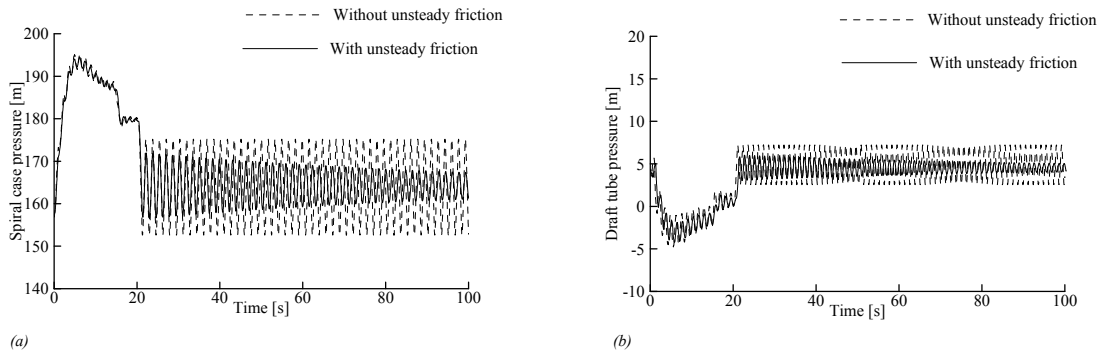 Without unsteady friction
With unsteady friction
Spiral case pressure [m]
200
190
180
170
160
150
140
0
20
40
60
80
100
Time [s]
(a)
Without unsteady friction
With unsteady friction
Draft tube pressure [m]
20
15
10
5
0
-5
-10
0
20
40
60
80
100
Time [s]
(b)